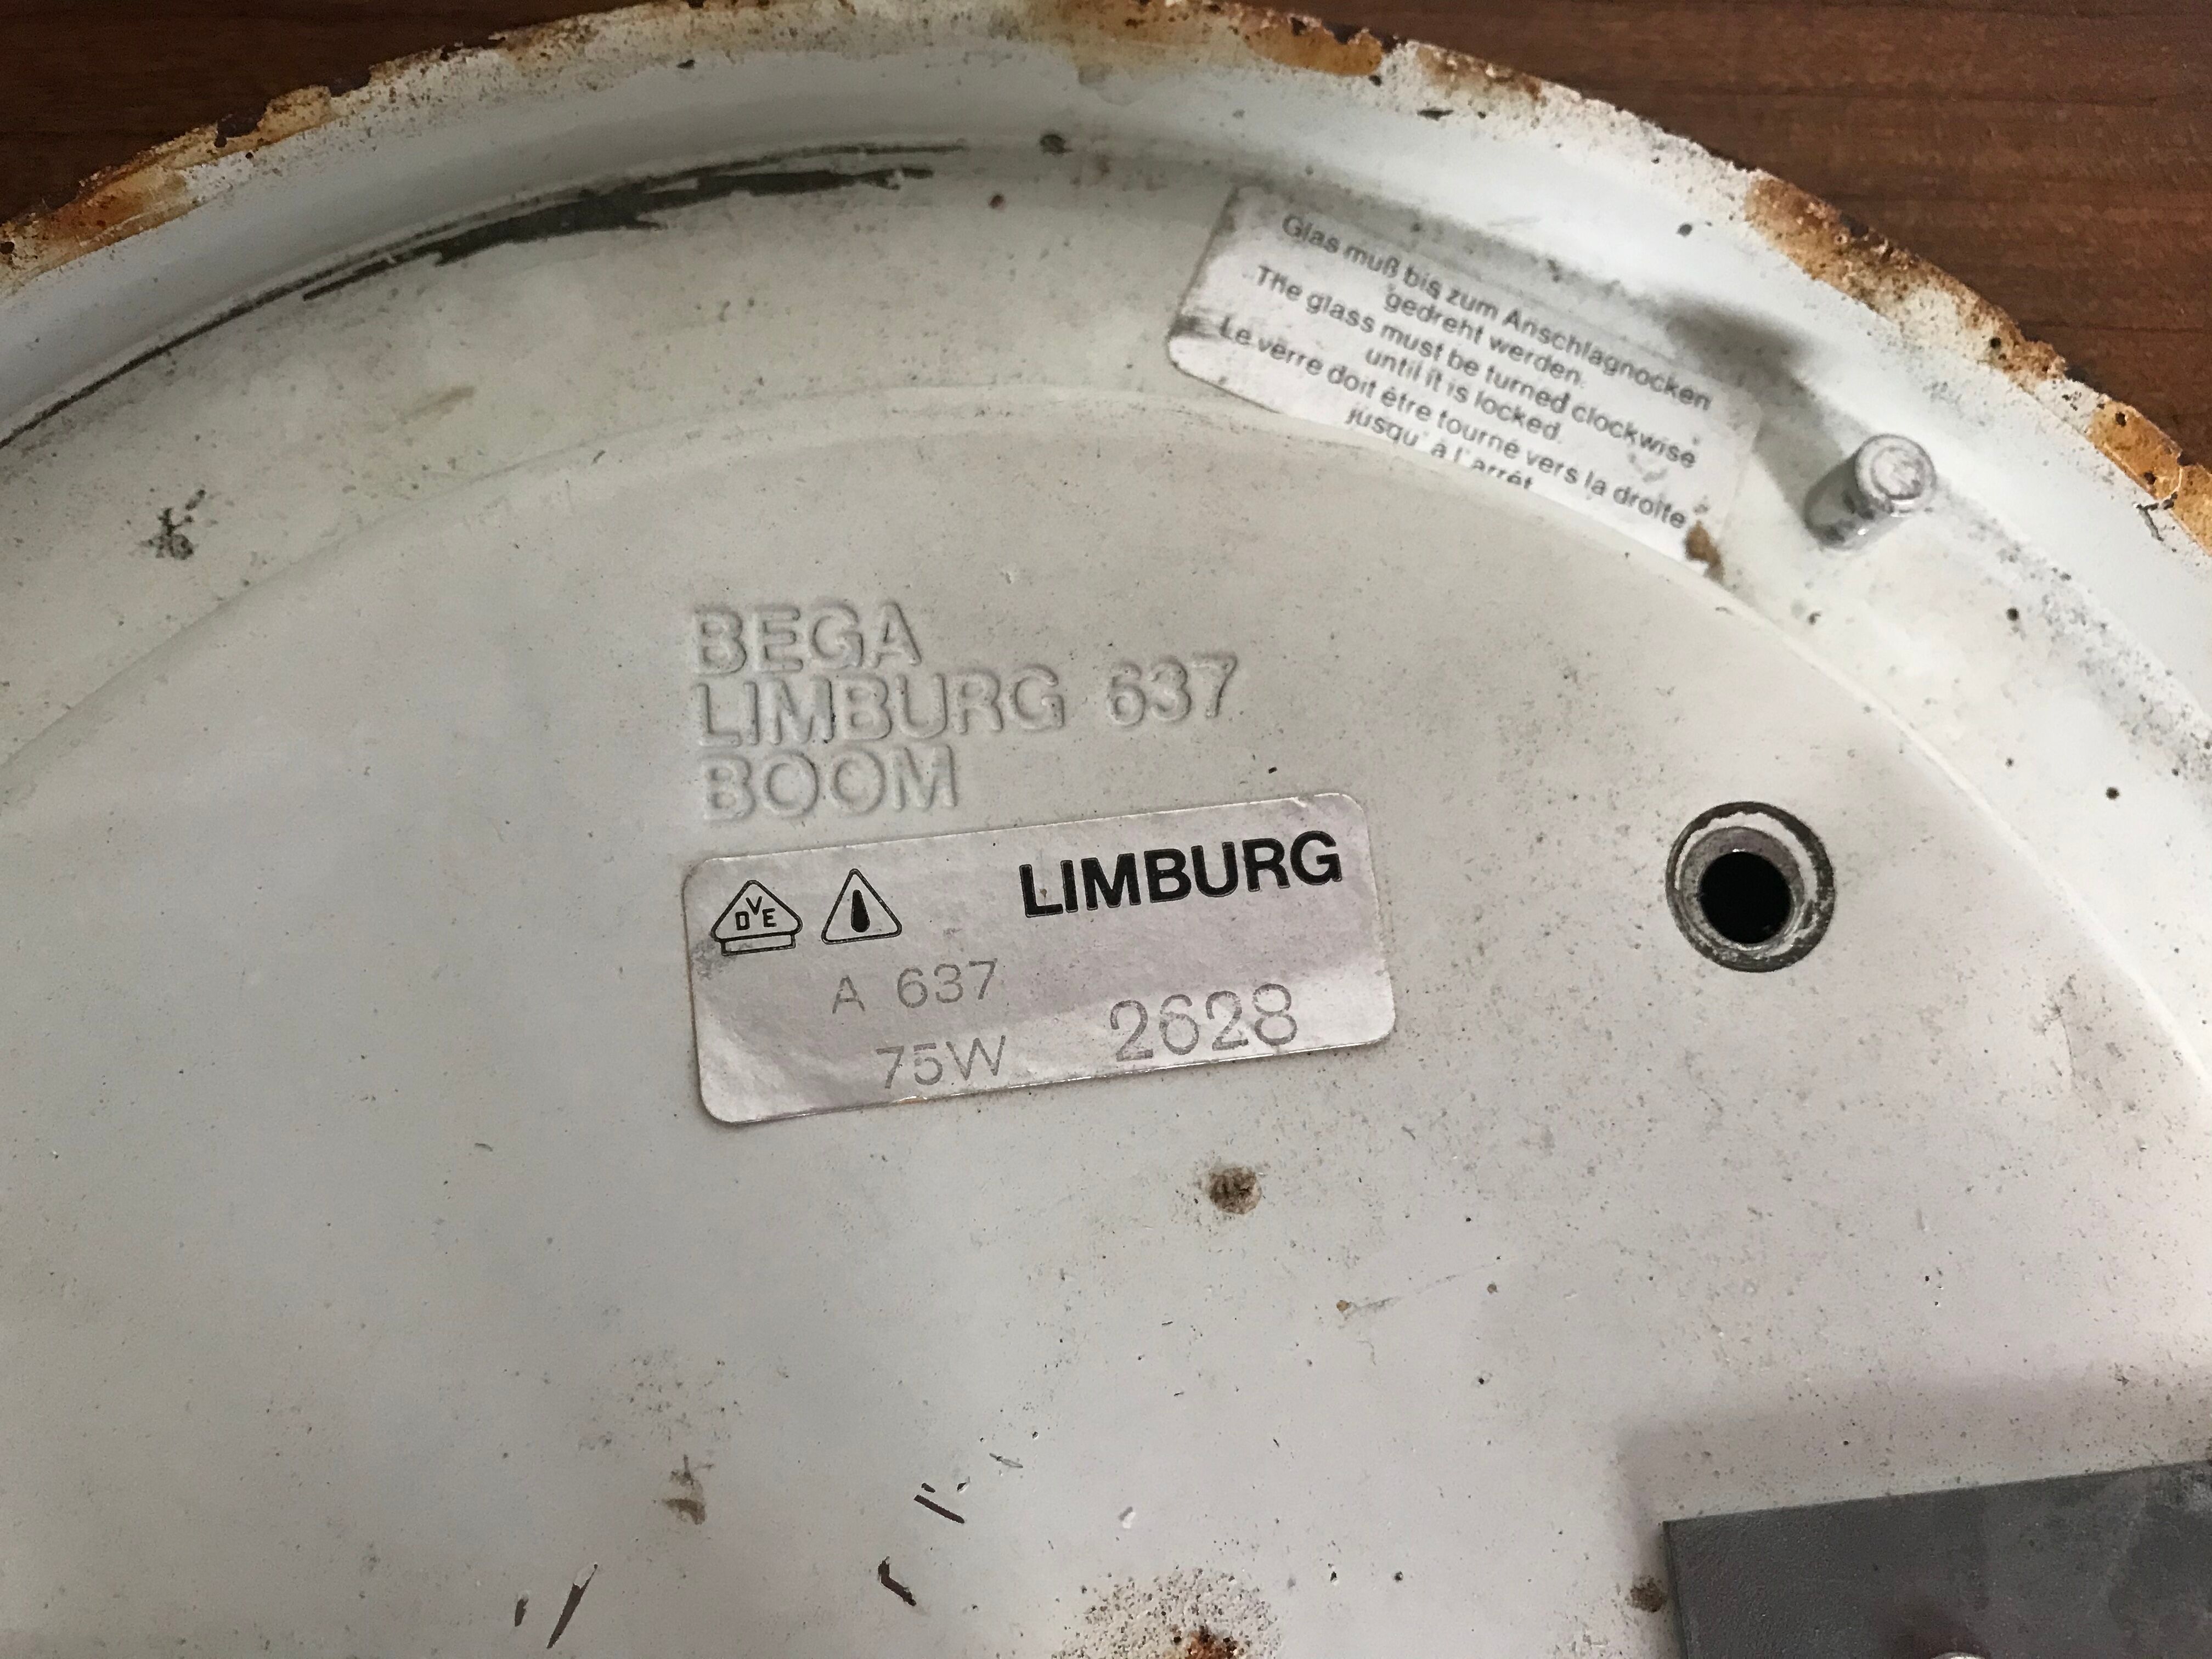 Glas muß bis zum Anschlagnocken
gedreht werden.
The glass must be turned clockwise
until it is locked.
Le verre doit être tourné vers la droite
jusqu' à l' arrêt
BEGA
LIMBURG 637
BOOM
DVE
LIMBURG
A 637
75W 2628